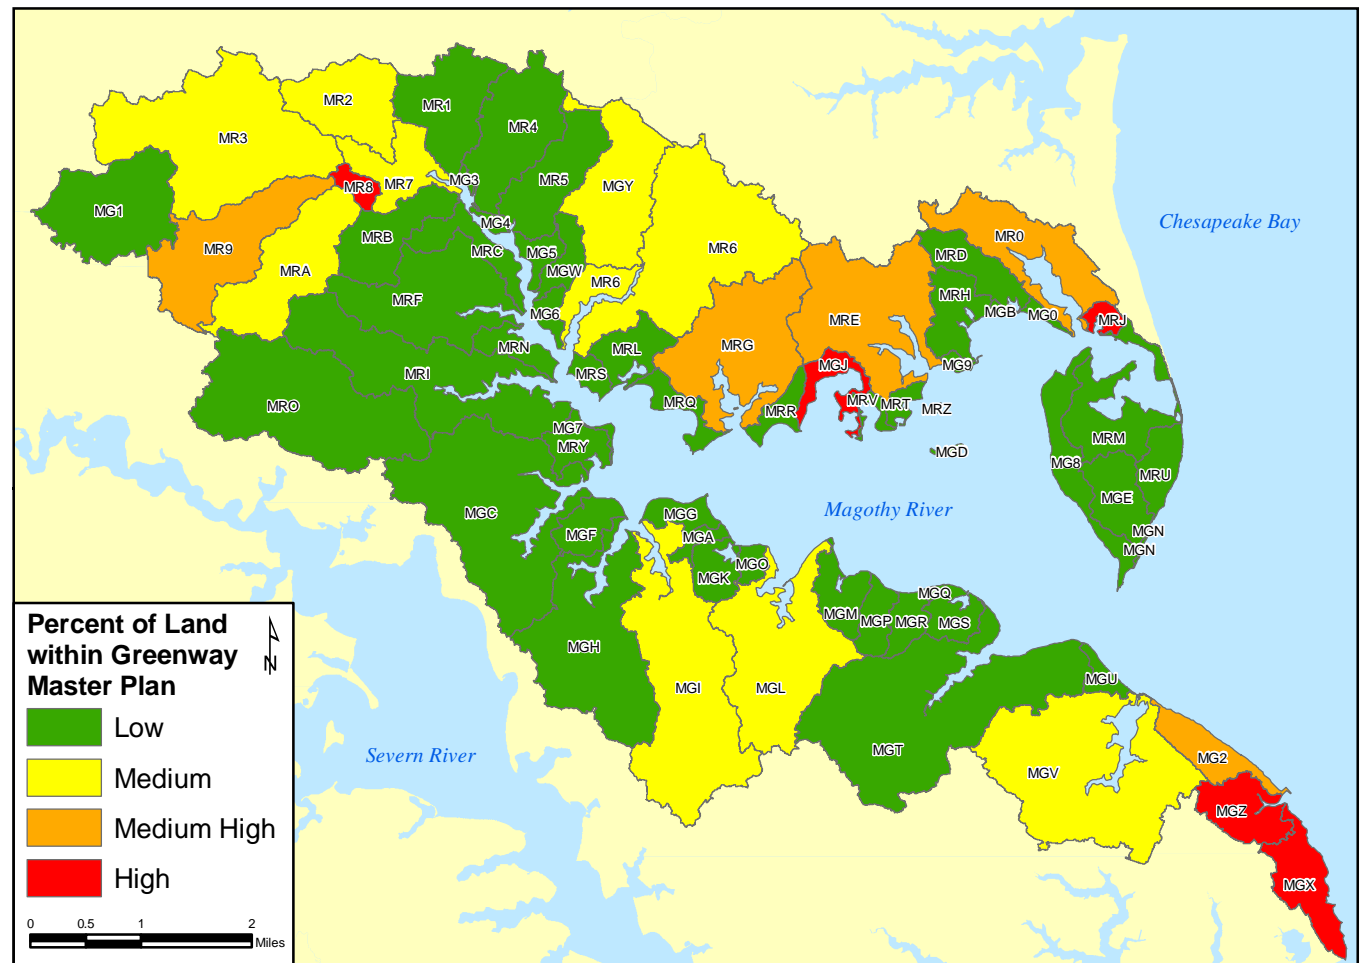 MR2
MR1
MR3
MR4
MR8
MR7
MG3
MR5
MGY
MG1
MG4
Chesapeake Bay
MR9
MRB
MRC
MG5
MR6
MR0
MRA
MGW
MRD
MR6
MRF
MRH
MG6
MGB
MG0
MRJ
MRE
MRN
MRL
MRG
MRI
MRS
MGJ
MG9
MRO
MRQ
MRR
MRV
MRT
MRZ
MG7
MRY
MRM
MGD
MG8
MRU
MGC
MGG
Magothy River
MGE
MGF
MGA
MGN
MGK
MGO
MGN
MGQ
MGM
MGP
MGR
MGS
MGH
MGI
MGL
MGU
MGT
MGV
MG2
Severn River
MGZ
MGX
Percent of Land
within Greenway
Master Plan
N
Low
Medium
Medium High
High
0 0.5 1 2
Miles